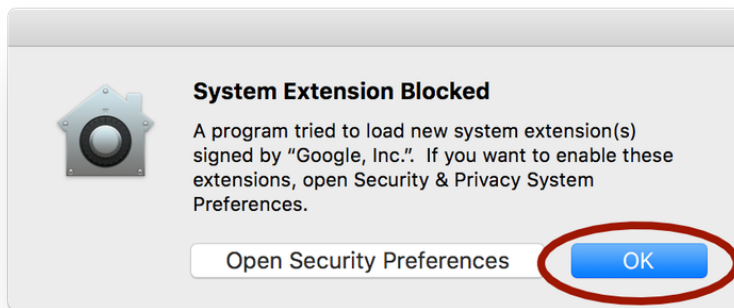 System Extension Blocked
A program tried to load new system extension(s)
signed by “Google, Inc.”.  If you want to enable these
extensions, open Security & Privacy System
Preferences.
Open Security Preferences
OK